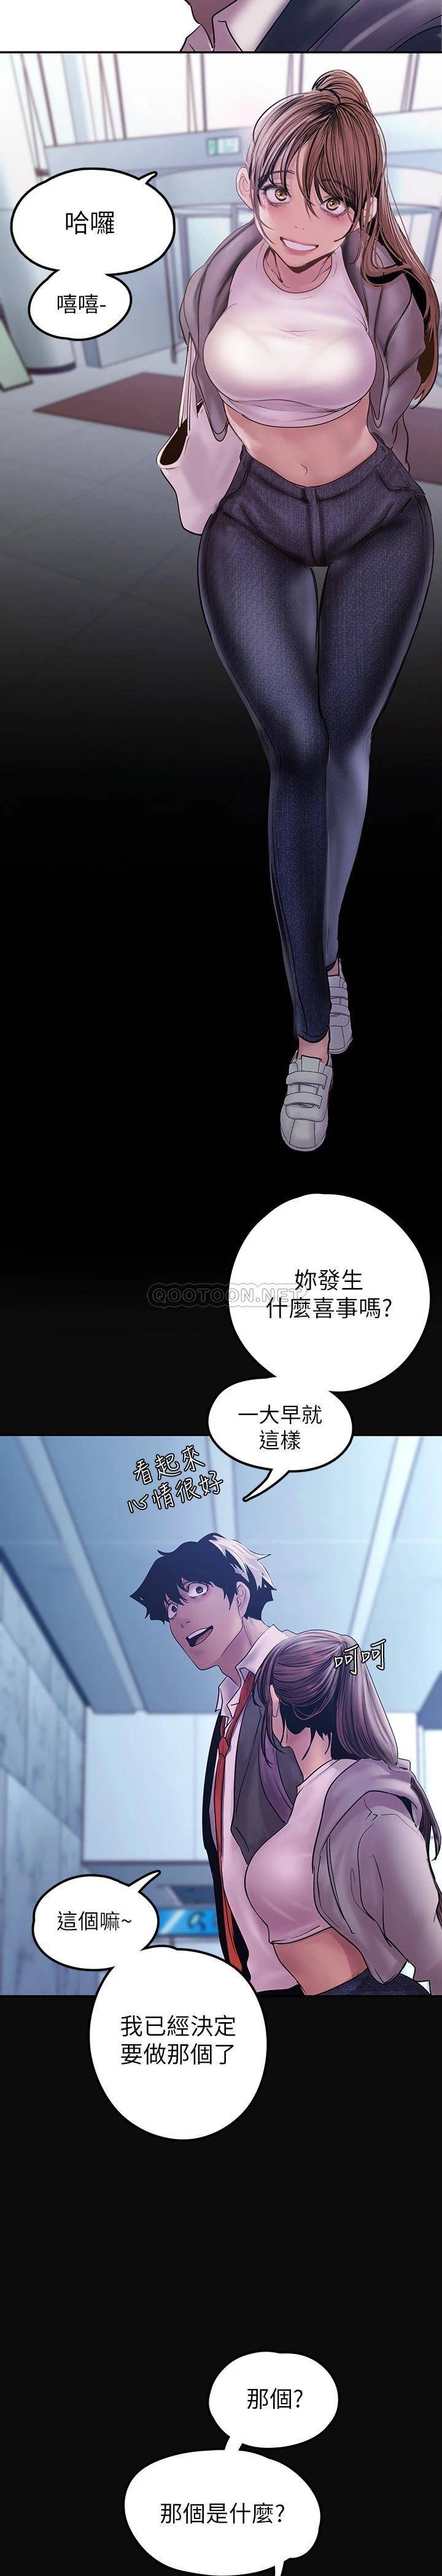 哈囉
嘻嘻-
妳發生
什麼喜事嗎?
QOOTOON.NET
一大早就
這樣
看起來
心情很好
呵呵
這個嘛~
我已經決定
要做那個了
那個?
那個是什麼?